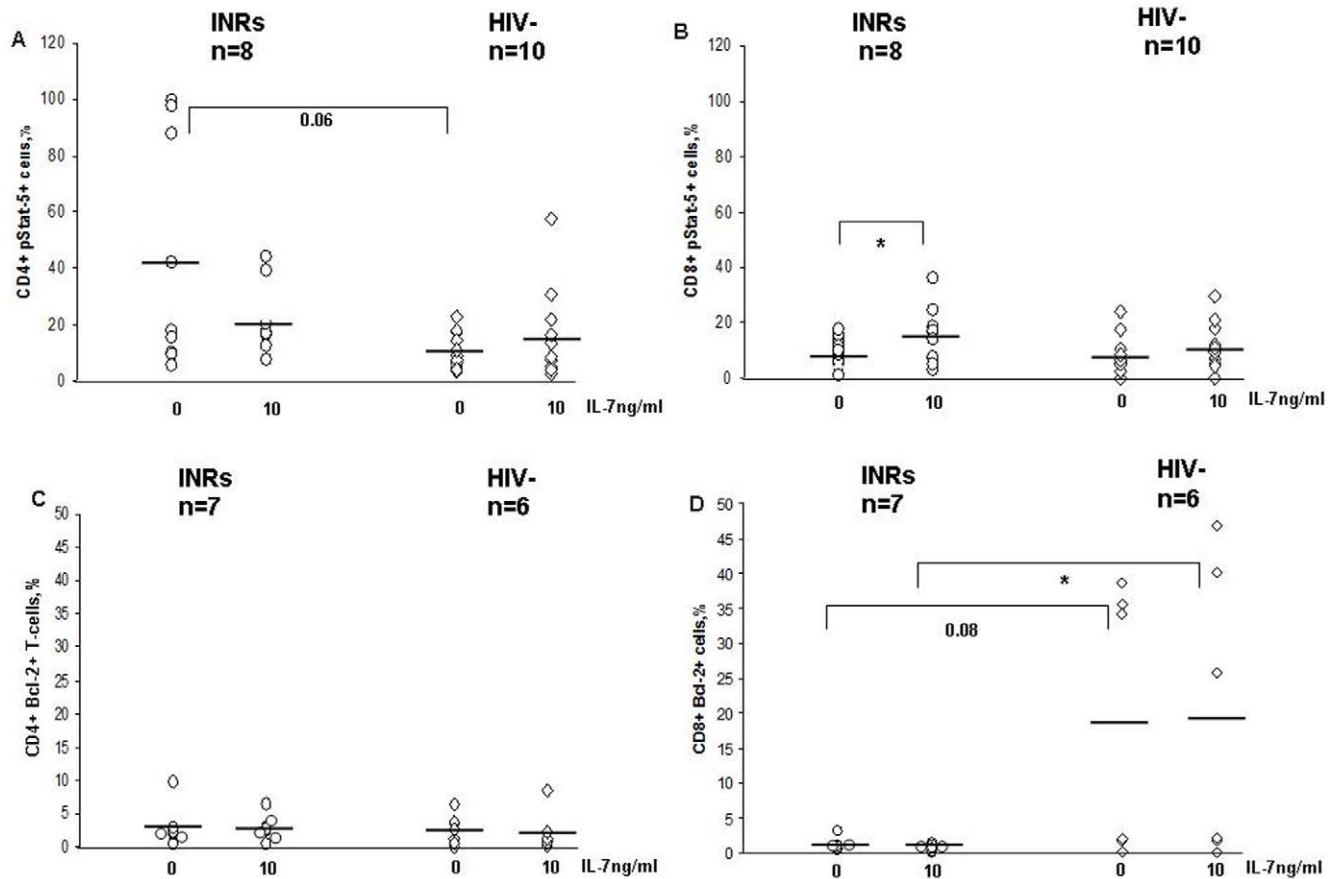 A
INRs
n=8
HIV-
n=10
CD4+ pStat-5+ cells,%
120
100
80
60
40
20
0
0.06
0
10
0
10
IL-7ng/ml
B
INRs
n=8
HIV-
n=10
CD8+ pStat-5+ cells,%
120
100
80
60
40
20
0
*
0
10
0
10
IL-7ng/ml
C
INRs
n=7
HIV-
n=6
CD4+ Bcl-2+ T-cells,%
50
45
40
35
30
25
20
15
10
5
0
0
10
0
10
IL-7ng/ml
D
INRs
n=7
HIV-
n=6
CD8+ Bcl-2+ cells,%
50
45
40
35
30
25
20
15
10
5
0
*
0.08
0
10
0
10
IL-7ng/ml